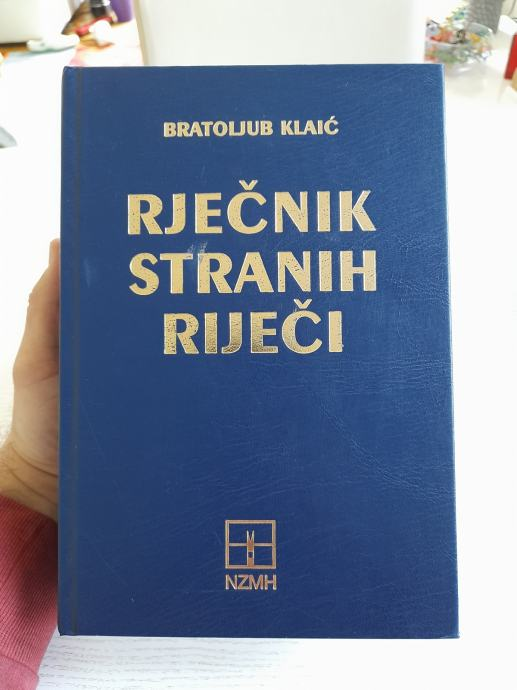 BRATOLJUB KLAIĆ
RJEČNIK
STRANIH
RIJEČI
NZMH